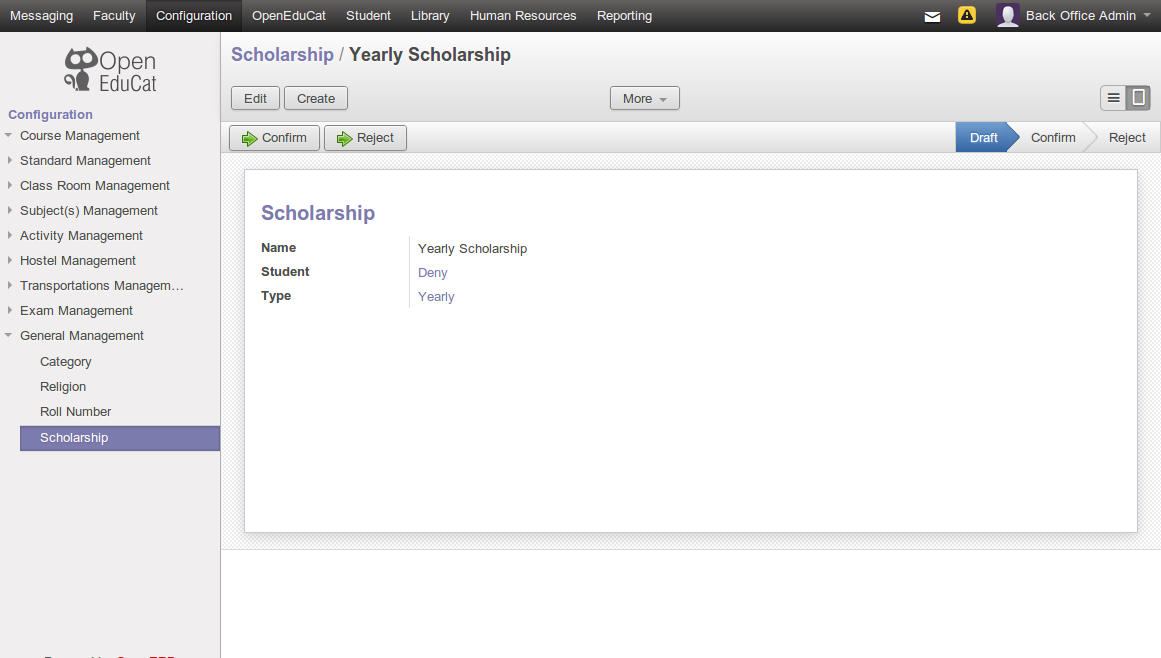 Messaging Faculty Configuration OpenEduCat Student Library Human Resources Reporting Back Office Admin
Open
EduCat
Configuration
Course Management
Standard Management
Class Room Management
Subject(s) Management
Activity Management
Hostel Management
Transportations Managem…
Exam Management
General Management
Category
Religion
Roll Number
Scholarship
Scholarship / Yearly Scholarship
Edit Create More
Confirm Reject Draft Confirm Reject
Scholarship
Name Yearly Scholarship
Student Deny
Type Yearly